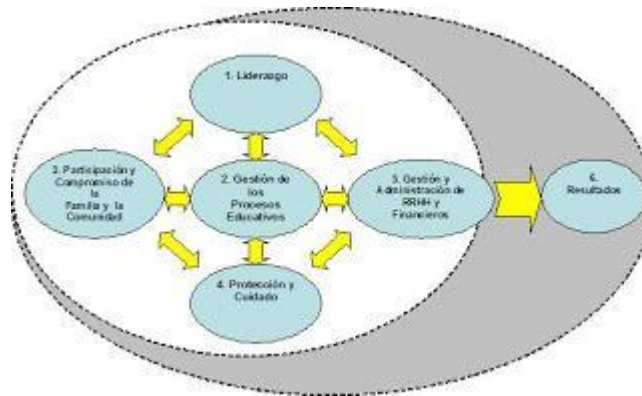 1. Liderazgo
3. Participación y
Compromiso de
la
Familia y la
Comunidad
2. Gestión de
los
Procesos
Educativos
5. Gestión y
Administración de
RRHH y
Financieros
6.
Resultados
4. Protección y
Cuidado